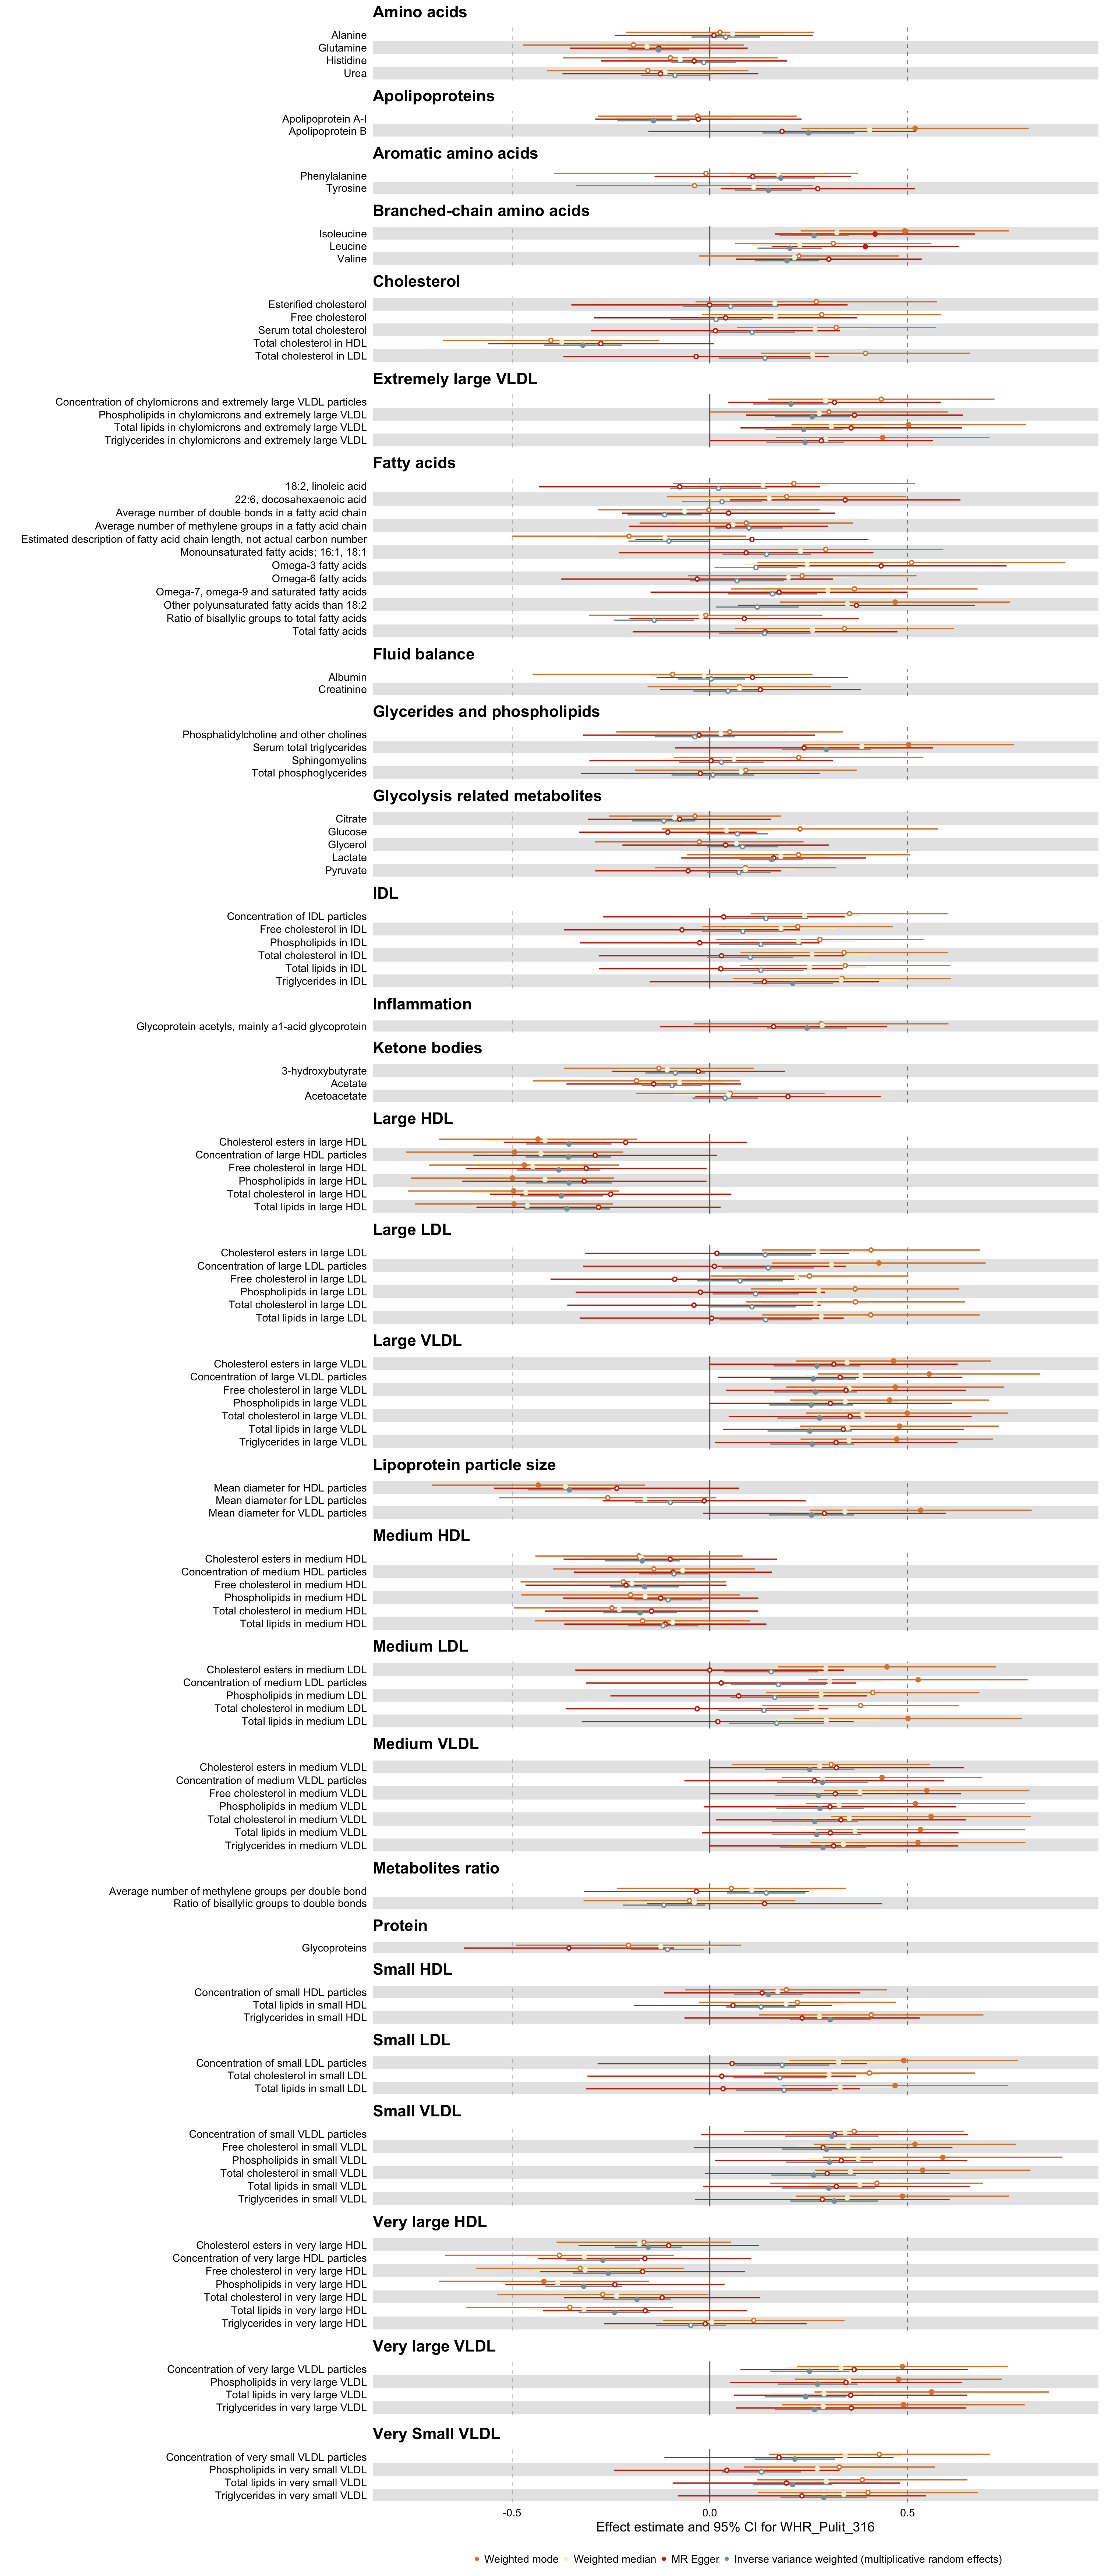 Amino acids
Alanine
Glutamine
Histidine
Urea
Apolipoproteins
Apolipoprotein A-I
Apolipoprotein B
Aromatic amino acids
Phenylalanine
Tyrosine
Branched-chain amino acids
Isoleucine
Leucine
Valine
Cholesterol
Esterified cholesterol
Free cholesterol
Serum total cholesterol
Total cholesterol in HDL
Total cholesterol in LDL
Extremely large VLDL
Concentration of chylomicrons and extremely large VLDL particles
Phospholipids in chylomicrons and extremely large VLDL
Total lipids in chylomicrons and extremely large VLDL
Triglycerides in chylomicrons and extremely large VLDL
Fatty acids
18:2, linoleic acid
22:6, docosahexaenoic acid
Average number of double bonds in a fatty acid chain
Average number of methylene groups in a fatty acid chain
Estimated description of fatty acid chain length, not actual carbon number
Monounsaturated fatty acids; 16:1, 18:1
Omega-3 fatty acids
Omega-6 fatty acids
Omega-7, omega-9 and saturated fatty acids
Other polyunsaturated fatty acids than 18:2
Ratio of bisallylic groups to total fatty acids
Total fatty acids
Fluid balance
Albumin
Creatinine
Glycerides and phospholipids
Phosphatidylcholine and other cholines
Serum total triglycerides
Sphingomyelins
Total phosphoglycerides
Glycolysis related metabolites
Citrate
Glucose
Glycerol
Lactate
Pyruvate
IDL
Concentration of IDL particles
Free cholesterol in IDL
Phospholipids in IDL
Total cholesterol in IDL
Total lipids in IDL
Triglycerides in IDL
Inflammation
Glycoprotein acetyls, mainly a1-acid glycoprotein
Ketone bodies
3-hydroxybutyrate
Acetate
Acetoacetate
Large HDL
Cholesterol esters in large HDL
Concentration of large HDL particles
Free cholesterol in large HDL
Phospholipids in large HDL
Total cholesterol in large HDL
Total lipids in large HDL
Large LDL
Cholesterol esters in large LDL
Concentration of large LDL particles
Free cholesterol in large LDL
Phospholipids in large LDL
Total cholesterol in large LDL
Total lipids in large LDL
Large VLDL
Cholesterol esters in large VLDL
Concentration of large VLDL particles
Free cholesterol in large VLDL
Phospholipids in large VLDL
Total cholesterol in large VLDL
Total lipids in large VLDL
Triglycerides in large VLDL
Lipoprotein particle size
Mean diameter for HDL particles
Mean diameter for LDL particles
Mean diameter for VLDL particles
Medium HDL
Cholesterol esters in medium HDL
Concentration of medium HDL particles
Free cholesterol in medium HDL
Phospholipids in medium HDL
Total cholesterol in medium HDL
Total lipids in medium HDL
Medium LDL
Cholesterol esters in medium LDL
Concentration of medium LDL particles
Phospholipids in medium LDL
Total cholesterol in medium LDL
Total lipids in medium LDL
Medium VLDL
Cholesterol esters in medium VLDL
Concentration of medium VLDL particles
Free cholesterol in medium VLDL
Phospholipids in medium VLDL
Total cholesterol in medium VLDL
Total lipids in medium VLDL
Triglycerides in medium VLDL
Metabolites ratio
Average number of methylene groups per double bond
Ratio of bisallylic groups to double bonds
Protein
Glycoproteins
Small HDL
Concentration of small HDL particles
Total lipids in small HDL
Triglycerides in small HDL
Small LDL
Concentration of small LDL particles
Total cholesterol in small LDL
Total lipids in small LDL
Small VLDL
Concentration of small VLDL particles
Free cholesterol in small VLDL
Phospholipids in small VLDL
Total cholesterol in small VLDL
Total lipids in small VLDL
Triglycerides in small VLDL
Very large HDL
Cholesterol esters in very large HDL
Concentration of very large HDL particles
Free cholesterol in very large HDL
Phospholipids in very large HDL
Total cholesterol in very large HDL
Total lipids in very large HDL
Triglycerides in very large HDL
Very large VLDL
Concentration of very large VLDL particles
Phospholipids in very large VLDL
Total lipids in very large VLDL
Triglycerides in very large VLDL
Very Small VLDL
Concentration of very small VLDL particles
Phospholipids in very small VLDL
Total lipids in very small VLDL
Triglycerides in very small VLDL
-0.5 0.0 0.5
Effect estimate and 95% CI for WHR_Pulit_316
Weighted mode Weighted median MR Egger Inverse variance weighted (multiplicative random effects)